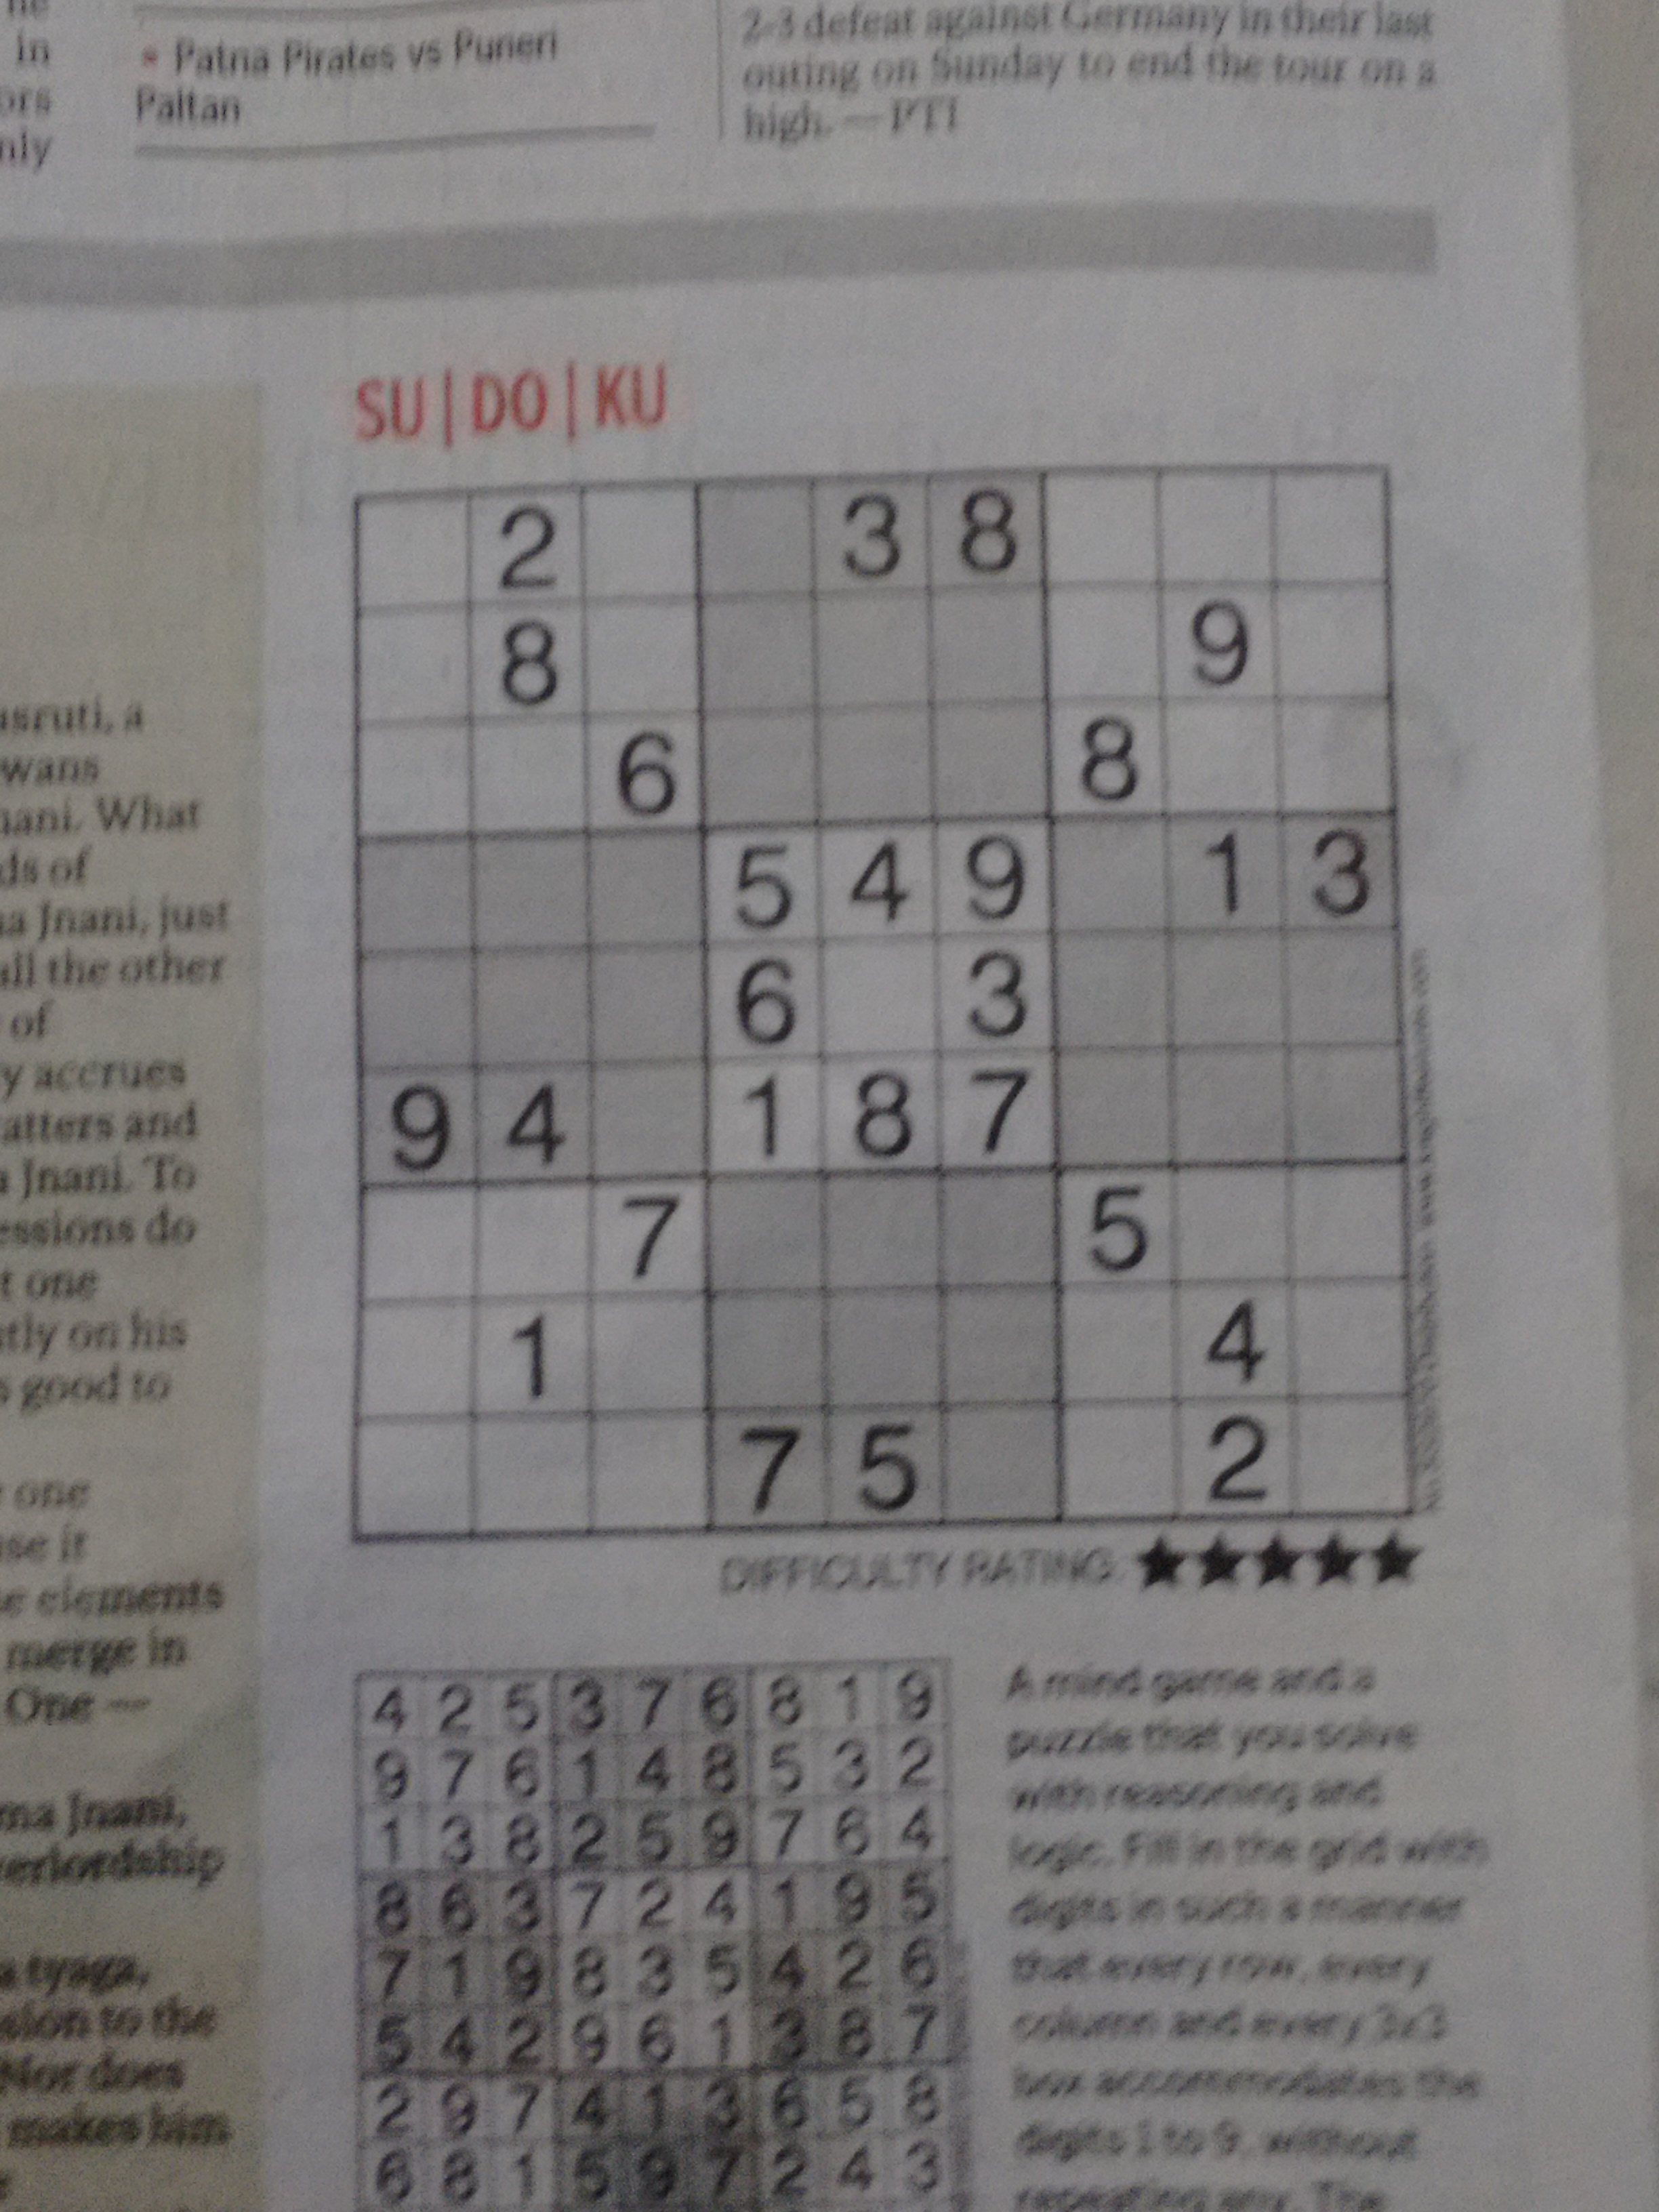 he
in
ors
nly
• Patna Pirates vs Puneri
Paltan
2-3 defeat against Germany in their last
outing on Sunday to end the tour on a
high. — PTI
SU|DO|KU
2 3 8
8 9
6 8
5 4 9 1 3
6 3
9 4 1 8 7
7 5
1 4
7 5 2
DIFFICULTY RATING: ★★★★★
asruti, a
wans
nani. What
ds of
na Jnani, just
all the other
of
y accrues
atters and
a Jnani. To
essions do
t one
ntly on his
s good to
one
use it
elements
merge in
One —
ma Jnani,
verlordship
a tyaga,
sion to the
Nor does
makes him
4 2 5 3 7 6 8 1 9
9 7 6 1 4 8 5 3 2
1 3 8 2 5 9 7 6 4
8 6 3 7 2 4 1 9 5
7 1 9 8 3 5 4 2 6
5 4 2 9 6 1 3 8 7
2 9 7 4 1 3 6 5 8
6 8 1 5 9 7 2 4 3
A mind game and a
puzzle that you solve
with reasoning and
logic. Fill in the grid with
digits in such a manner
that every row, every
column and every 3x3
box accommodates the
digits 1 to 9, without
repeating any. The